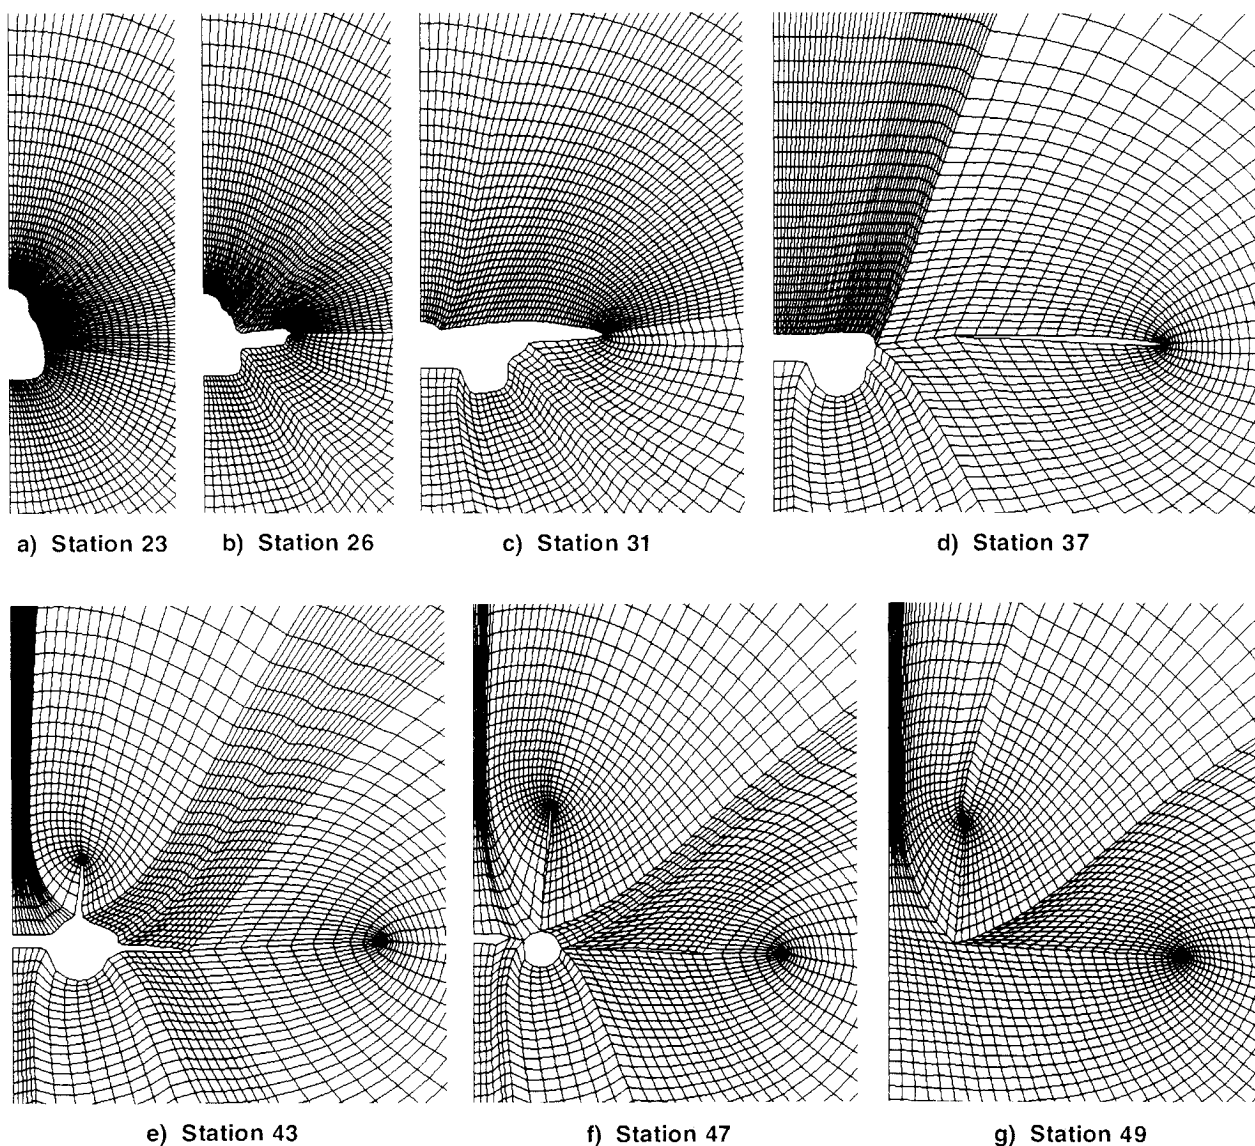 a) Station 23
b) Station 26
c) Station 31
d) Station 37
e) Station 43
f) Station 47
g) Station 49